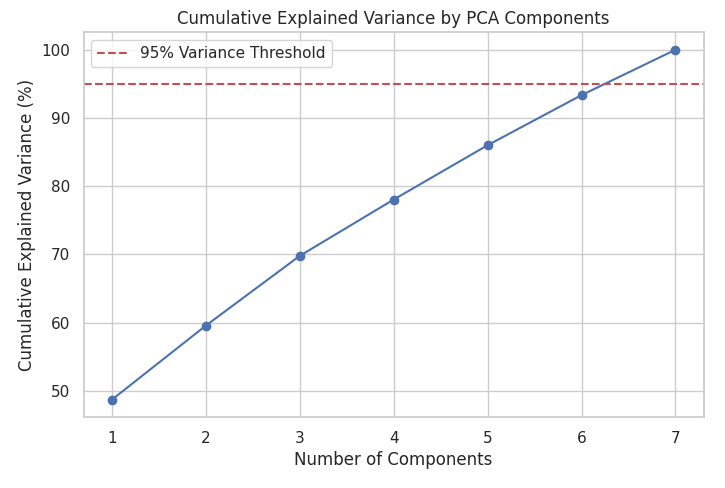 Cumulative Explained Variance by PCA Components
95% Variance Threshold
100
90
80
70
60
50
Cumulative Explained Variance (%)
1 2 3 4 5 6 7
Number of Components